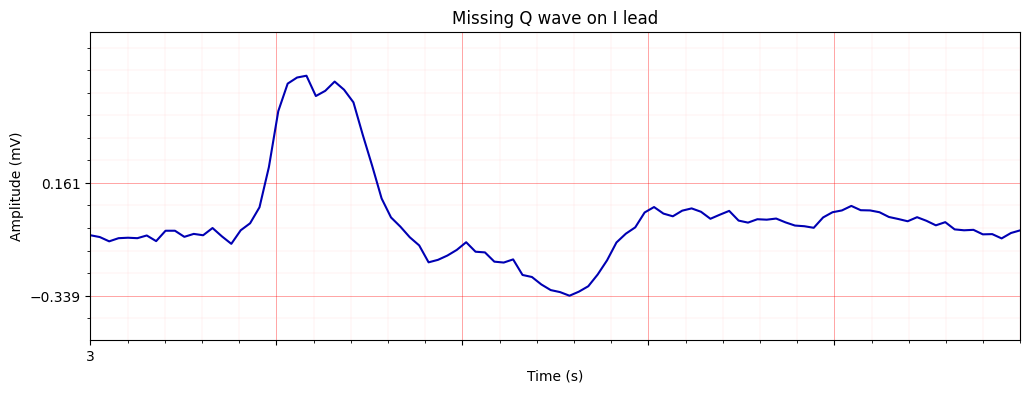 Missing Q wave on I lead
Amplitude (mV)
0.161
−0.339
3
Time (s)